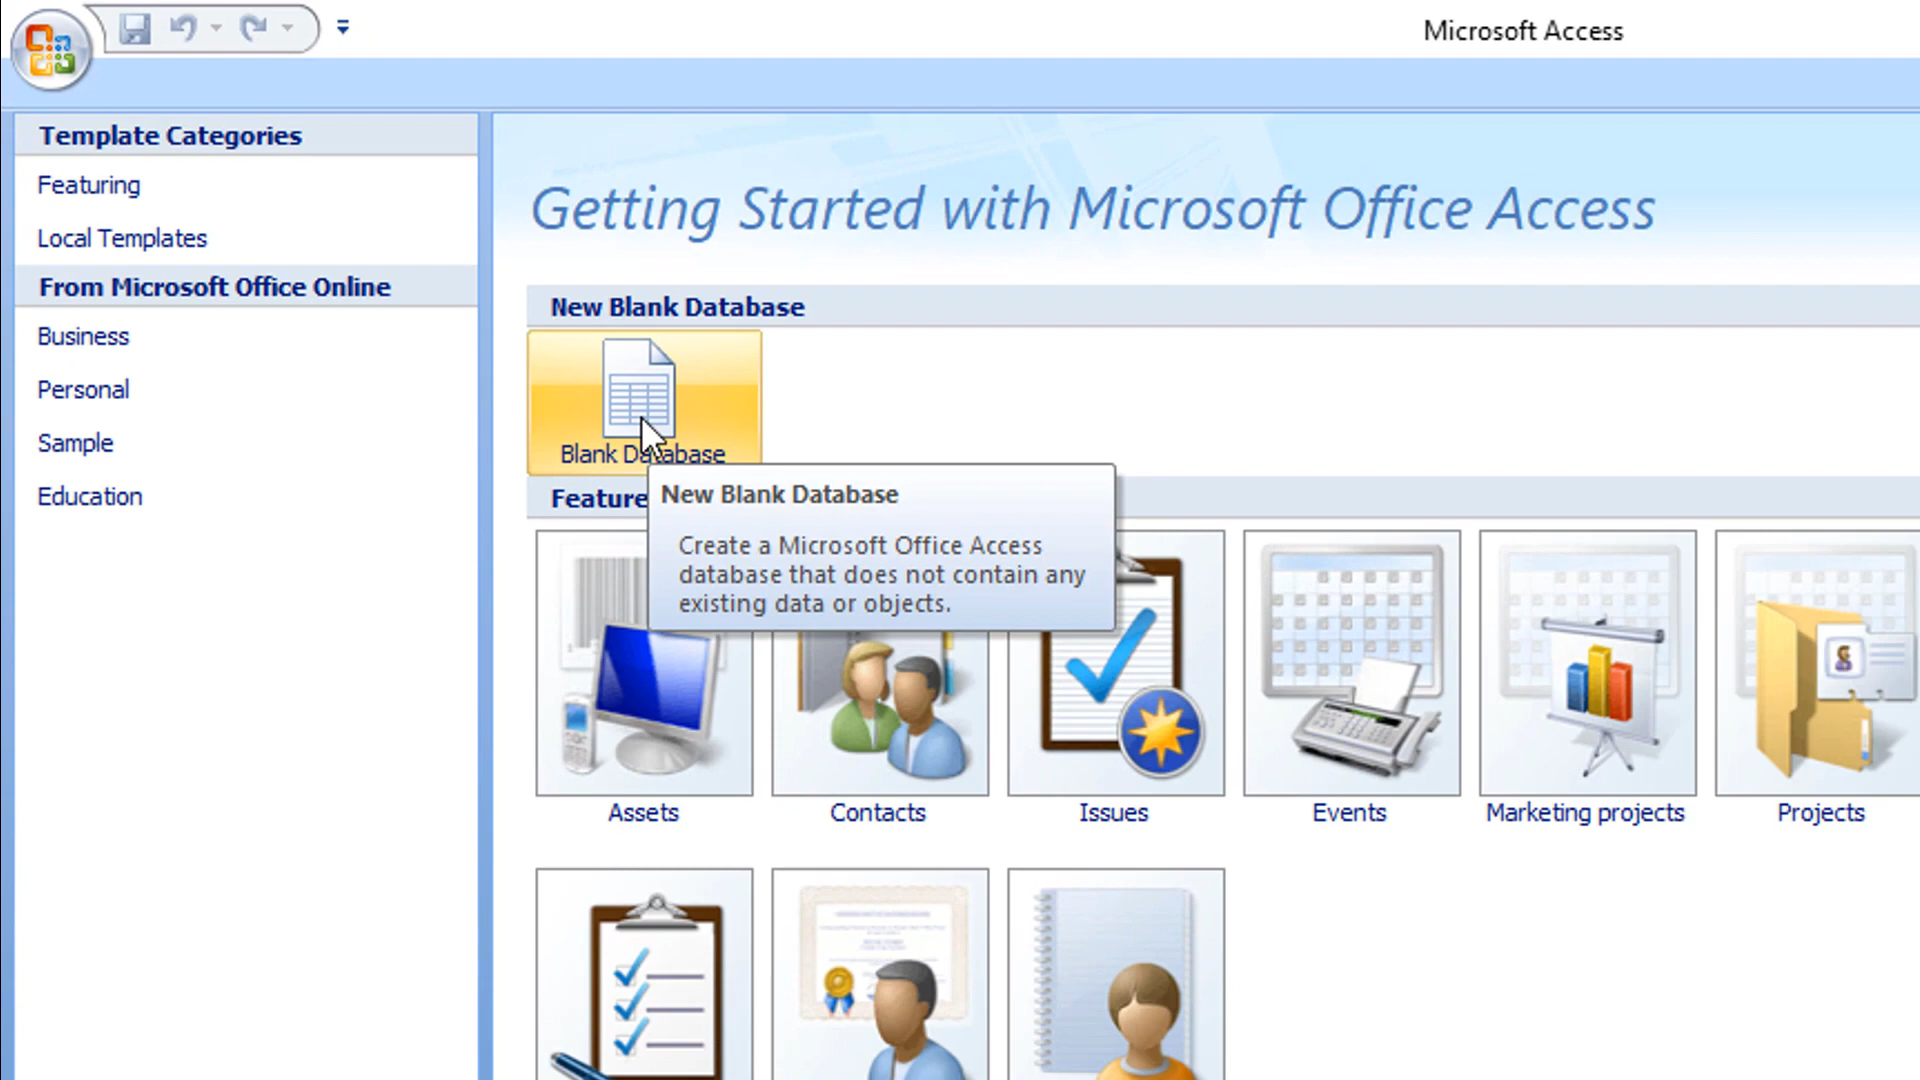 Microsoft Access
Template Categories
Featuring
Local Templates
From Microsoft Office Online
Business
Personal
Sample
Education
Getting Started with Microsoft Office Access
New Blank Database
Blank Database
Feature
New Blank Database
Create a Microsoft Office Access
database that does not contain any
existing data or objects.
Assets
Contacts
Issues
Events
Marketing projects
Projects